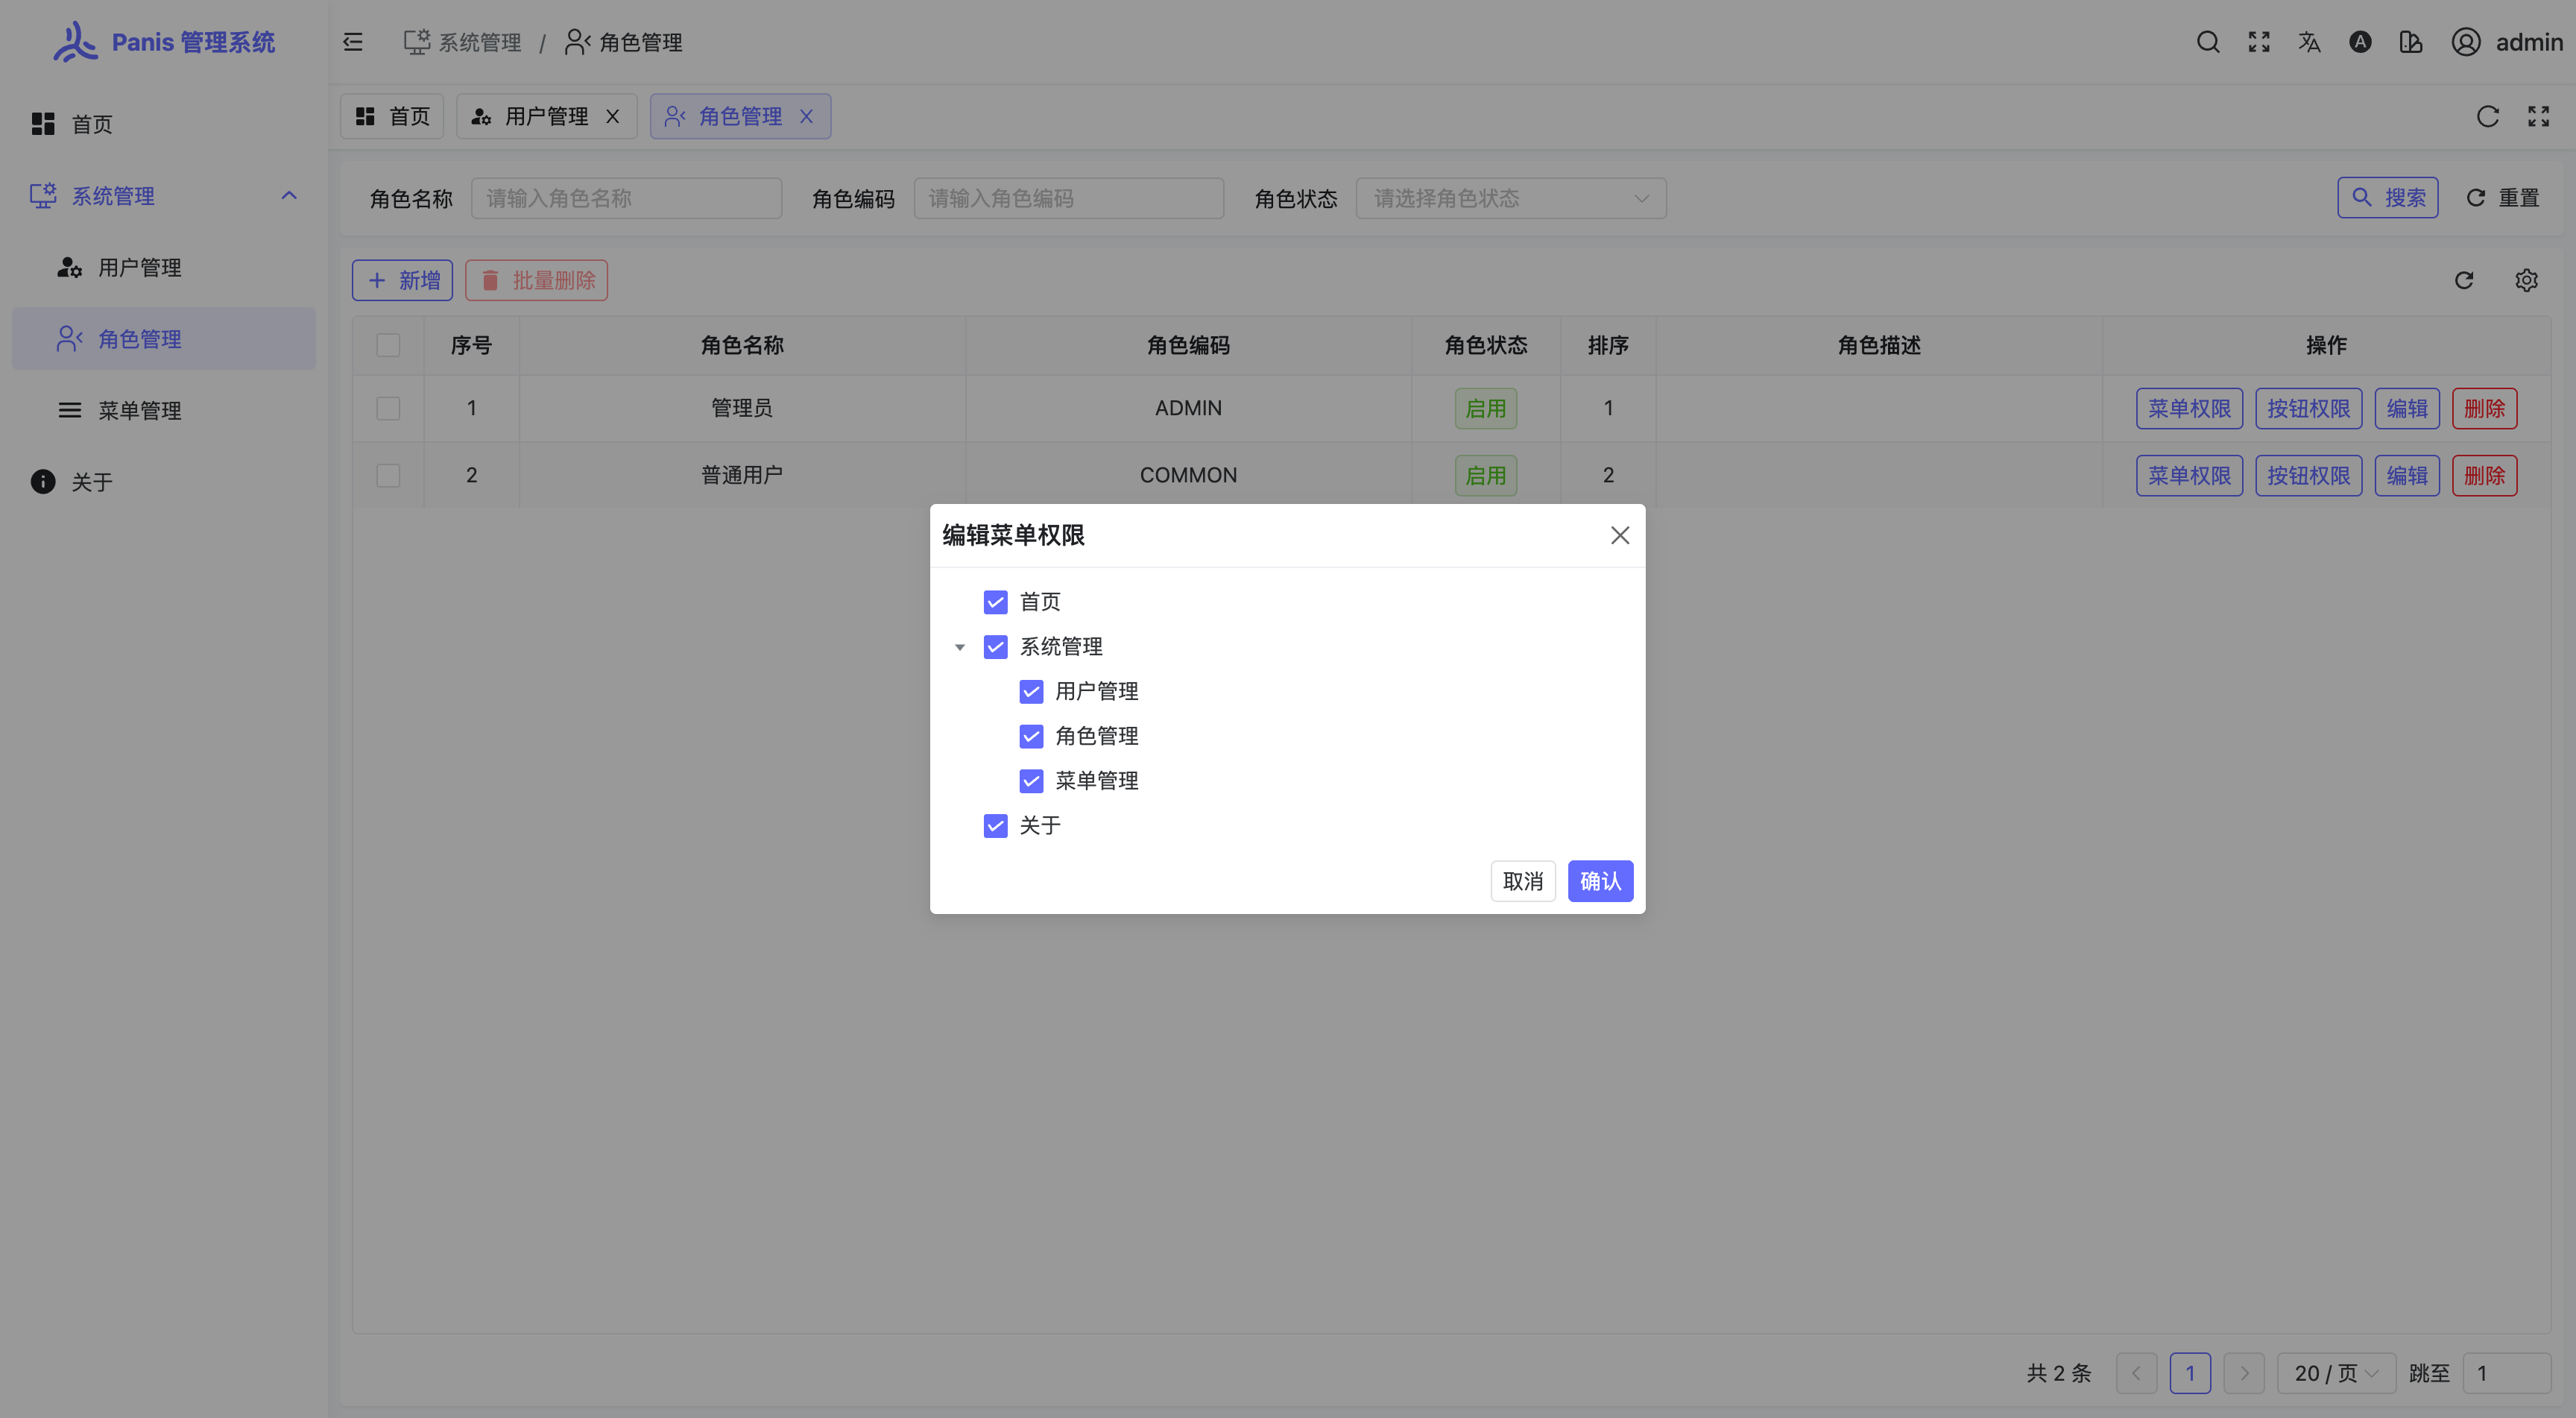 Panis 管理系统
首页
系统管理
用户管理
角色管理
菜单管理
关于
系统管理 / 角色管理
admin
首页 用户管理 角色管理
角色名称 请输入角色名称 角色编码 请输入角色编码 角色状态 请选择角色状态 搜索 重置
新增 批量删除
序号 角色名称 角色编码 角色状态 排序 角色描述 操作
1 管理员 ADMIN 启用 1 菜单权限 按钮权限 编辑 删除
2 普通用户 COMMON 启用 2 菜单权限 按钮权限 编辑 删除
编辑菜单权限
首页
系统管理
用户管理
角色管理
菜单管理
关于
取消 确认
共 2 条 1 20 / 页 跳至 1